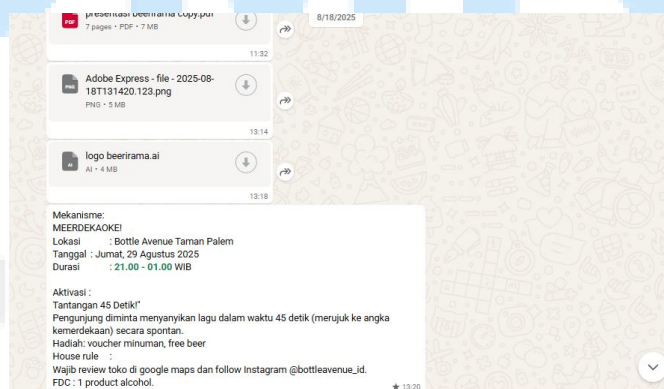 presentasi beerirama copy.pdf
PDF
7 pages • PDF • 7 MB
11:32
8/18/2025
Adobe Express - file - 2025-08-
18T131420.123.png
PNG
PNG • 5 MB
13:14
logo beerirama.ai
AI
AI • 4 MB
13:18
Mekanisme:
MEERDEKAOKE!
Lokasi : Bottle Avenue Taman Palem
Tanggal : Jumat, 29 Agustus 2025
Durasi : 21.00 - 01.00 WIB
Aktivasi :
Tantangan 45 Detik!"
Pengunjung diminta menyanyikan lagu dalam waktu 45 detik (merujuk ke angka
kemerdekaan) secara spontan.
Hadiah: voucher minuman, free beer
House rule :
Wajib review toko di google maps dan follow Instagram @bottleavenue_id.
FDC : 1 product alcohol.
13:20